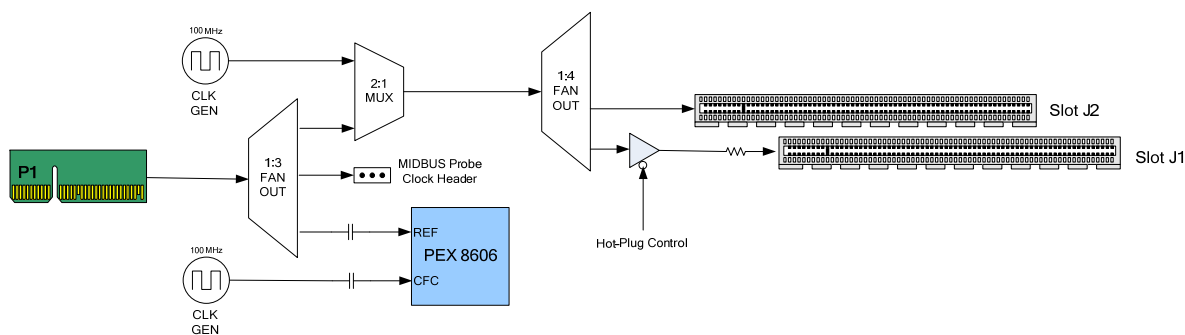 100 MHz
CLK
GEN
2:1
MUX
1:4
FAN
OUT
Slot J2
P1
1:3
FAN
OUT
MIDBUS Probe
Clock Header
Slot J1
Hot-Plug Control
REF
PEX 8606
CFC
100 MHz
CLK
GEN